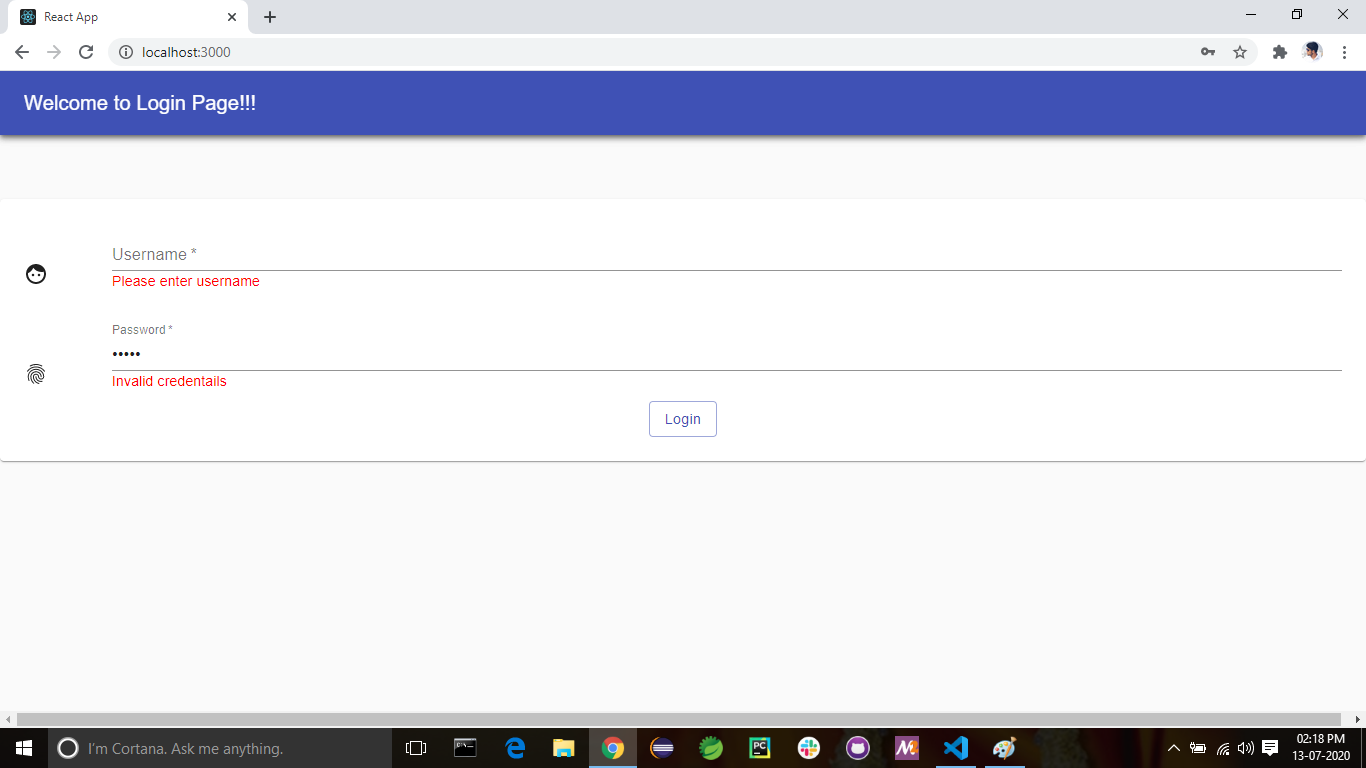 React App
localhost:3000
Welcome to Login Page!!!
Username *
Please enter username
Password *
•••••
Invalid credentails
Login
I'm Cortana. Ask me anything.
PC
02:18 PM
13-07-2020